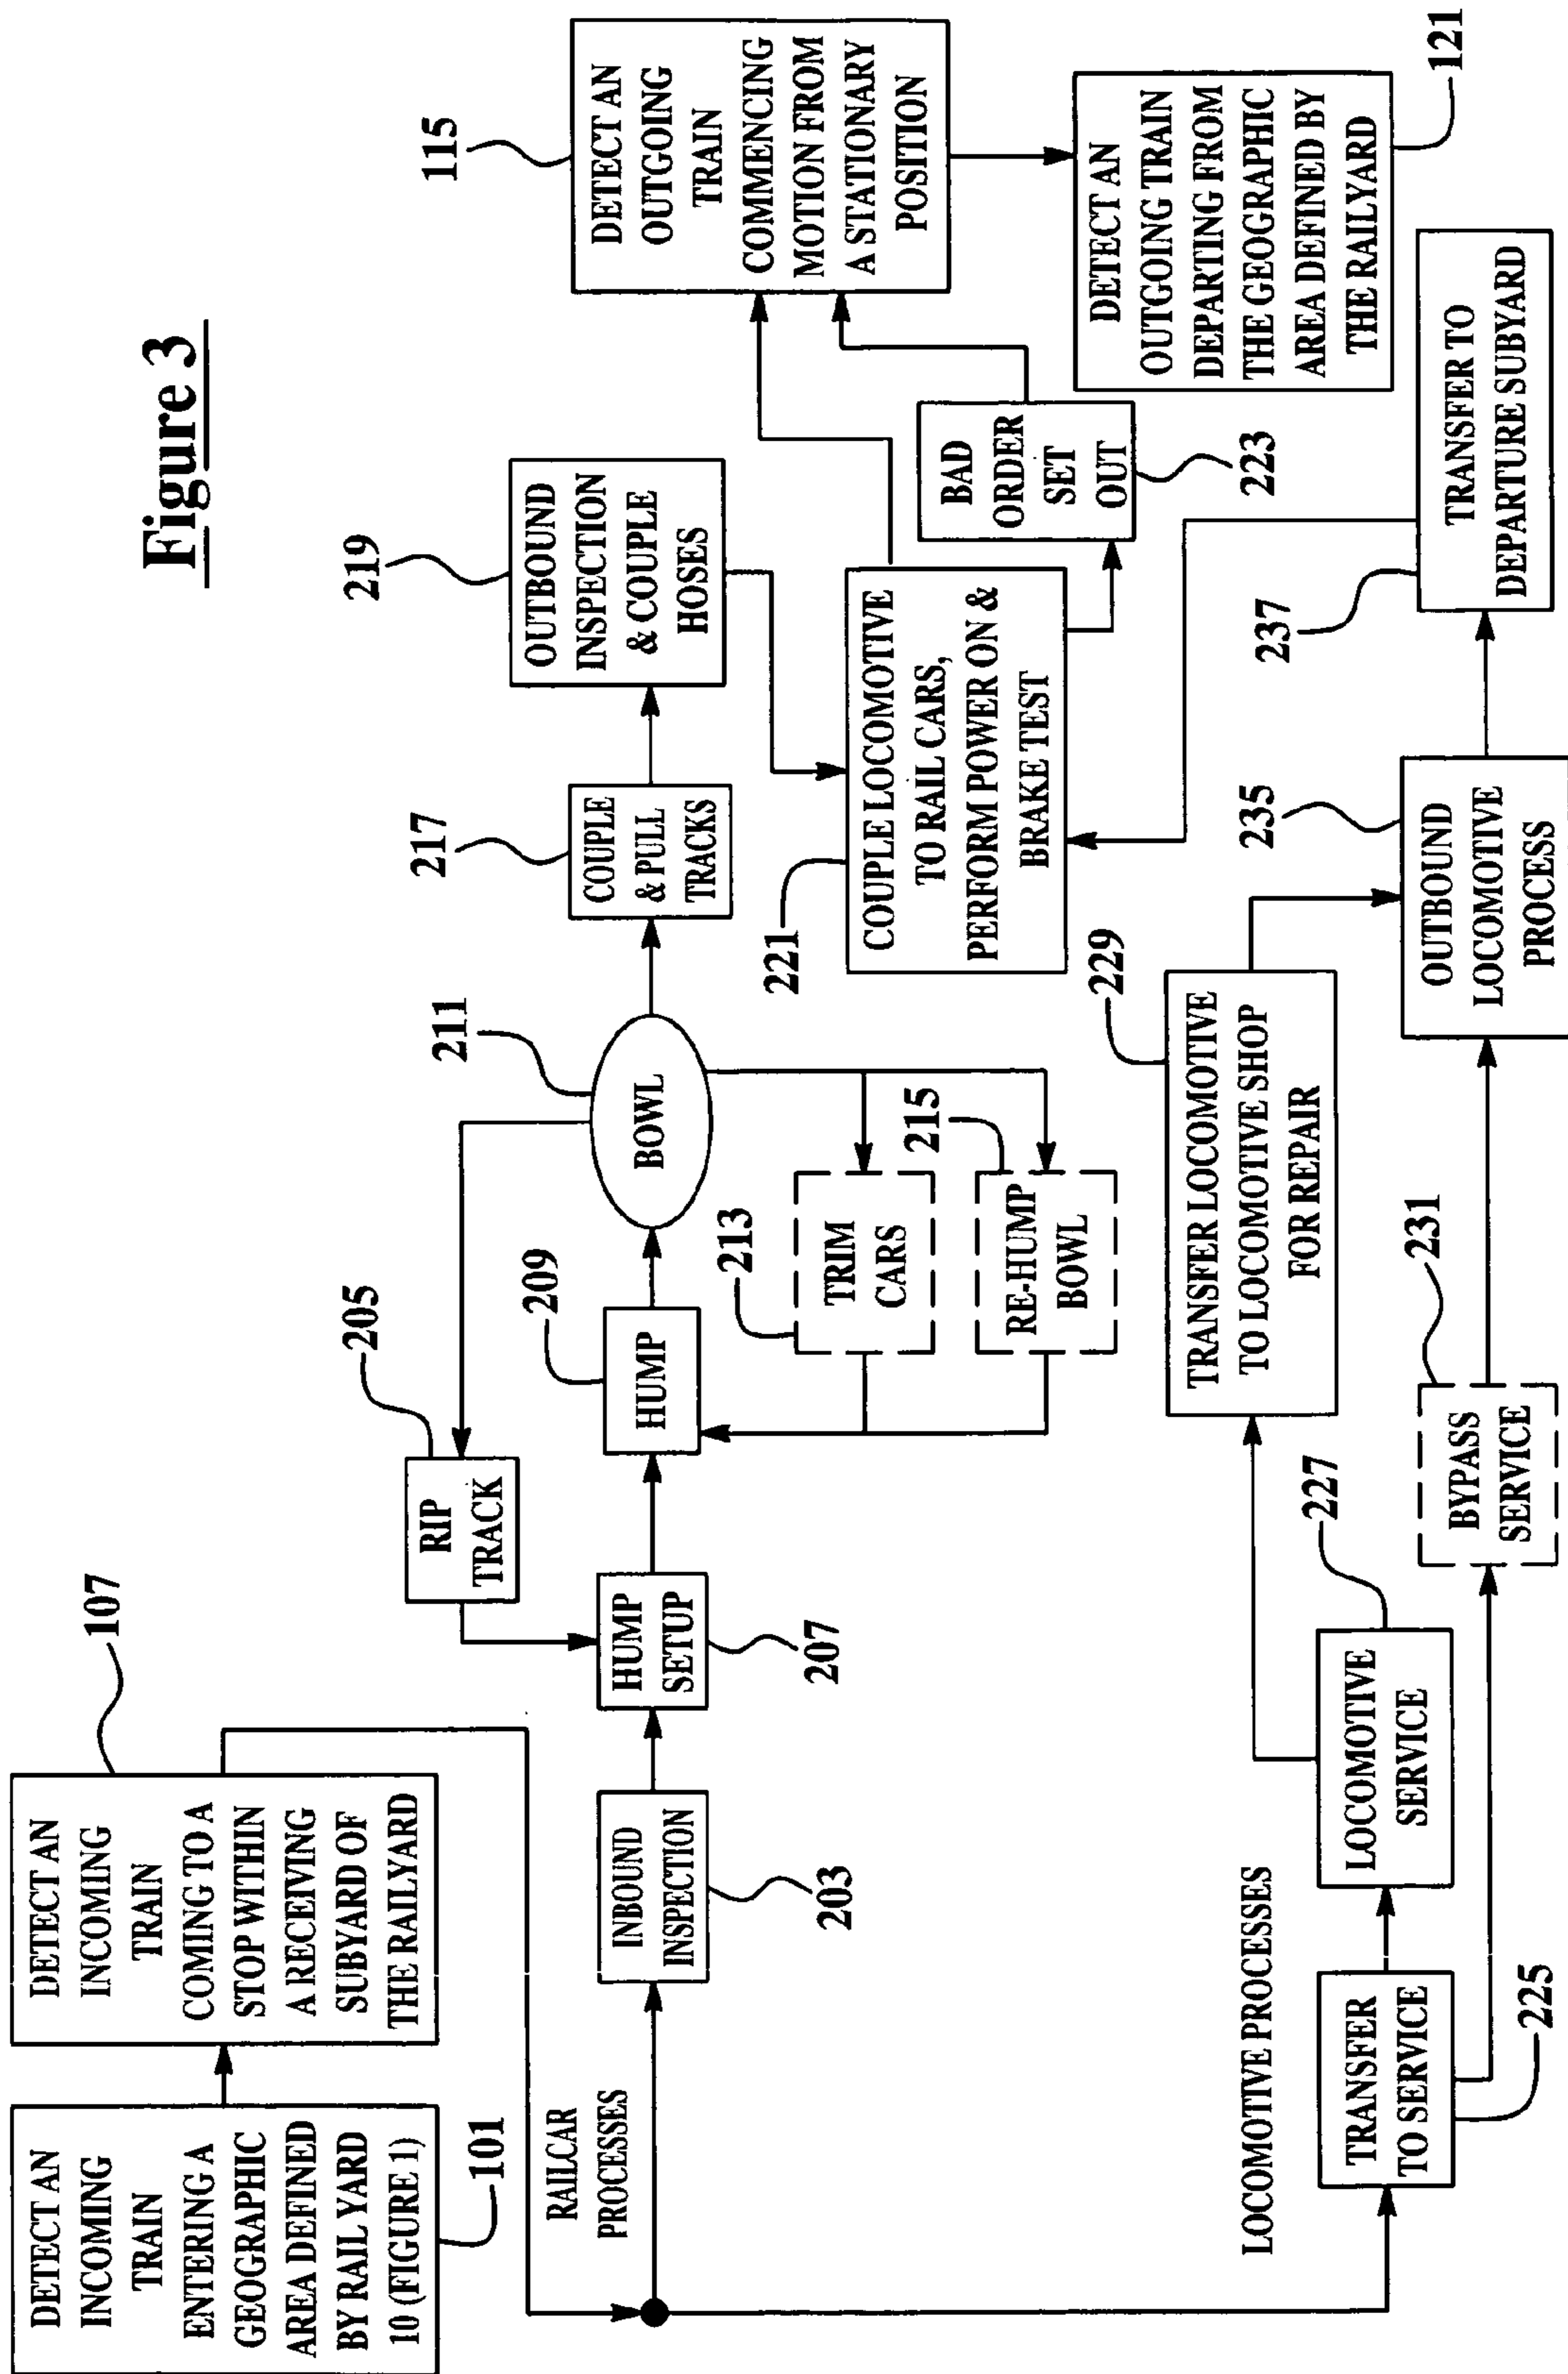 Figure 3
DETECT AN
INCOMING
TRAIN
ENTERING A
GEOGRAPHIC
AREA DEFINED
BY RAIL YARD
10 (FIGURE 1)
101
DETECT AN
INCOMING
TRAIN
COMING TO A
STOP WITHIN
A RECEIVING
SUBYARD OF
THE RAILYARD
107
RAILCAR
PROCESSES
INBOUND
INSPECTION
203
HUMP
SETUP
207
RIP
TRACK
205
HUMP
209
BOWL
211
TRIM
CARS
213
RE-HUMP
BOWL
215
COUPLE
& PULL
TRACKS
217
OUTBOUND
INSPECTION
& COUPLE
HOSES
219
COUPLE LOCOMOTIVE
TO RAIL CARS,
PERFORM POWER ON &
BRAKE TEST
221
BAD
ORDER
SET
OUT
223
DETECT AN
OUTGOING
TRAIN
COMMENCING
MOTION FROM
A STATIONARY
POSITION
115
DETECT AN
OUTGOING TRAIN
DEPARTING FROM
THE GEOGRAPHIC
AREA DEFINED BY
THE RAILYARD
121
LOCOMOTIVE PROCESSES
TRANSFER
TO SERVICE
225
LOCOMOTIVE
SERVICE
227
TRANSFER LOCOMOTIVE
TO LOCOMOTIVE SHOP
FOR REPAIR
229
BYPASS
SERVICE
231
OUTBOUND
LOCOMOTIVE
PROCESS
235
TRANSFER TO
DEPARTURE SUBYARD
237